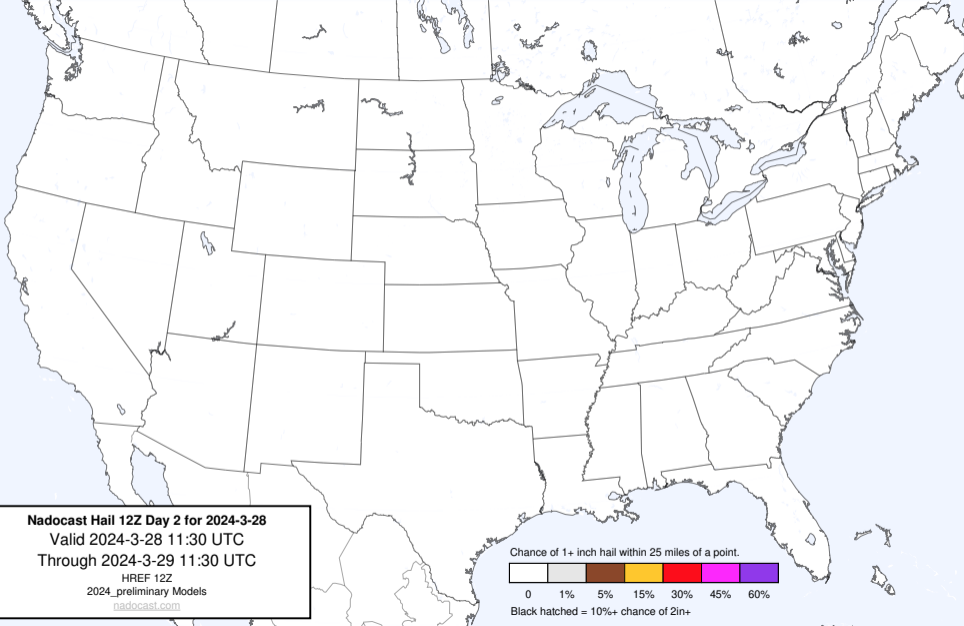 Nadocast Hail 12Z Day 2 for 2024-3-28
Valid 2024-3-28 11:30 UTC
Through 2024-3-29 11:30 UTC
HREF 12Z
2024_preliminary Models
nadocast.com
Chance of 1+ inch hail within 25 miles of a point.
0 1% 5% 15% 30% 45% 60%
Black hatched = 10%+ chance of 2in+